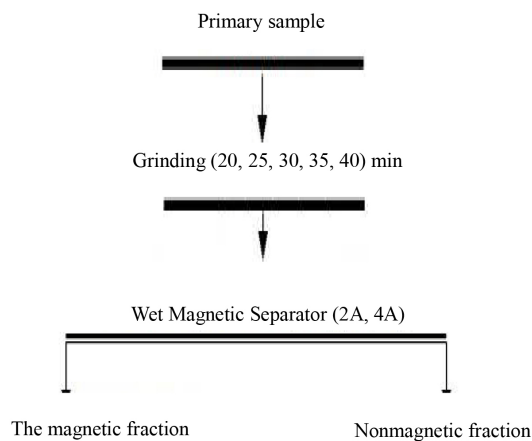 Primary sample
Grinding (20, 25, 30, 35, 40) min
Wet Magnetic Separator (2A, 4A)
The magnetic fraction
Nonmagnetic fraction